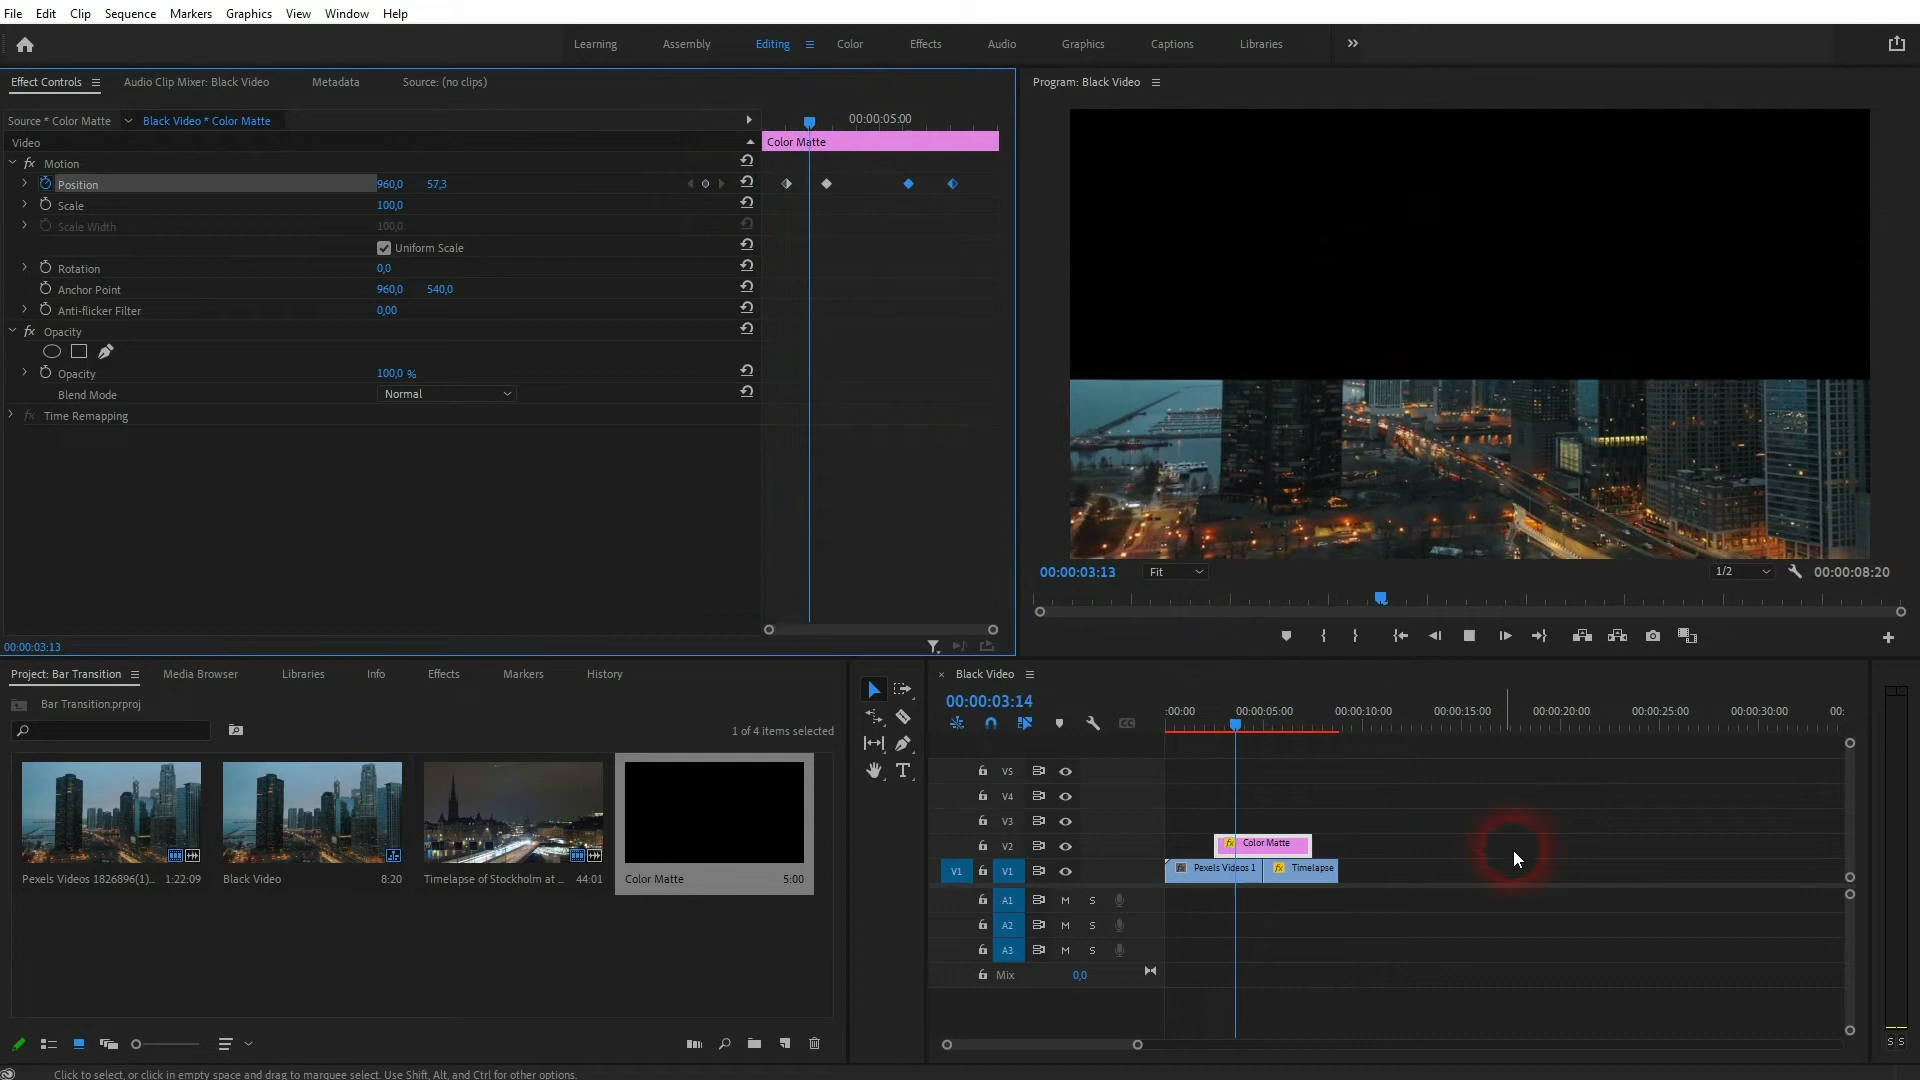 File Edit Clip Sequence Markers Graphics View Window Help
Learning Assembly Editing Color Effects Audio Graphics Captions Libraries
Effect Controls Audio Clip Mixer: Black Video Metadata Source: (no clips)
Program: Black Video
Source * Color Matte Black Video * Color Matte
00:00:05:00
Video
Color Matte
fx Motion
Position 960,0 57,3
Scale 100,0
Scale Width 100,0
Uniform Scale
Rotation 0,0
Anchor Point 960,0 540,0
Anti-flicker Filter 0,00
fx Opacity
Opacity 100,0 %
Blend Mode Normal
fx Time Remapping
00:00:03:13 Fit 1/2 00:00:08:20
00:00:03:13
Project: Bar Transition Media Browser Libraries Info Effects Markers History
Bar Transition.prproj
1 of 4 items selected
Pexels Videos 1826896(1)... 1:22:09
Black Video 8:20
Timelapse of Stockholm at ... 44:01
Color Matte 5:00
Black Video
00:00:03:14
:00:00 00:00:05:00 00:00:10:00 00:00:15:00 00:00:20:00 00:00:25:00 00:00:30:00 00:
V5
V4
V3
V2 fx Color Matte
V1 V1 Pexels Videos 1 fx Timelapse
A1 M S
A2 M S
A3 M S
Mix 0,0
S S
Click to select, or click in empty space and drag to marquee select. Use Shift, Alt, and Ctrl for other options.